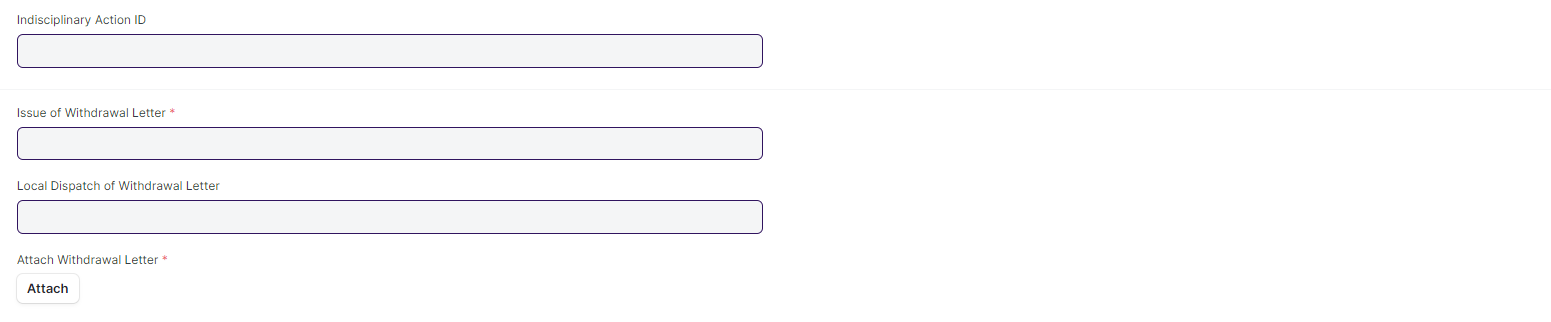 Indisciplinary Action ID
Issue of Withdrawal Letter *
Local Dispatch of Withdrawal Letter
Attach Withdrawal Letter *
Attach